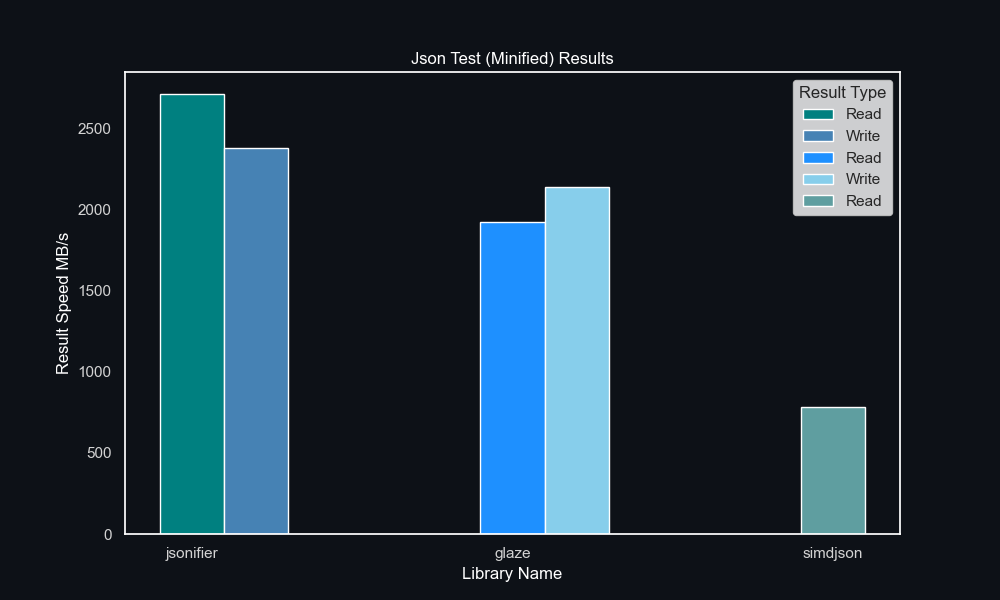 Json Test (Minified) Results
Result Type
Read
Write
Read
Write
Read
Result Speed MB/s
2500
2000
1500
1000
500
0
jsonifier glaze simdjson
Library Name